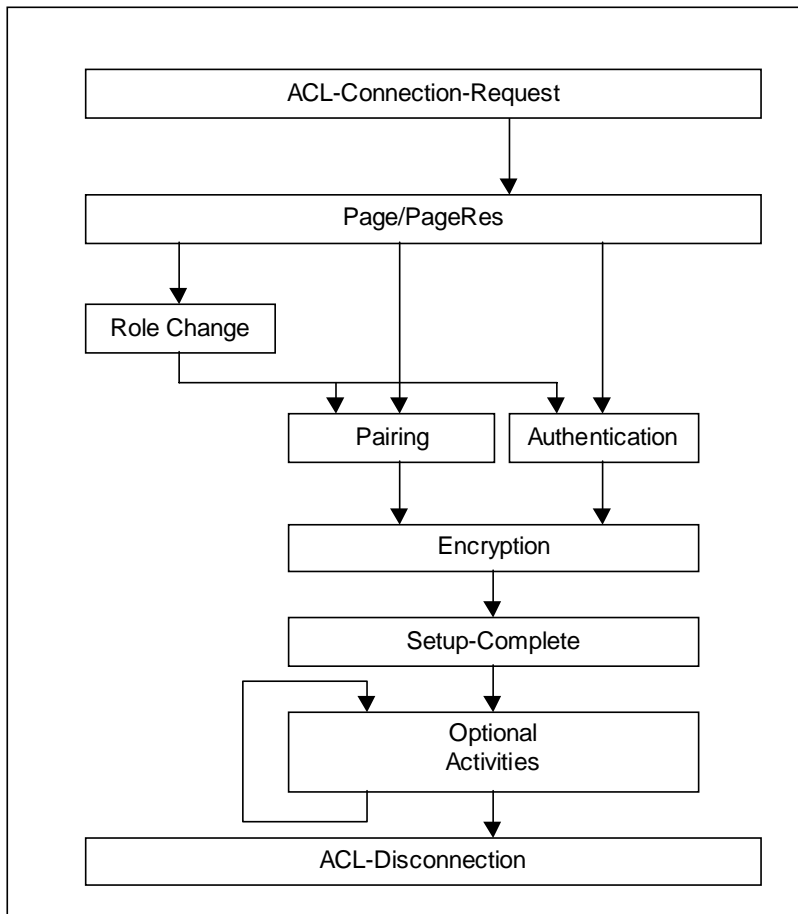 ACL-Connection-Request
Page/PageRes
Role Change
Pairing
Authentication
Encryption
Setup-Complete
Optional
Activities
ACL-Disconnection